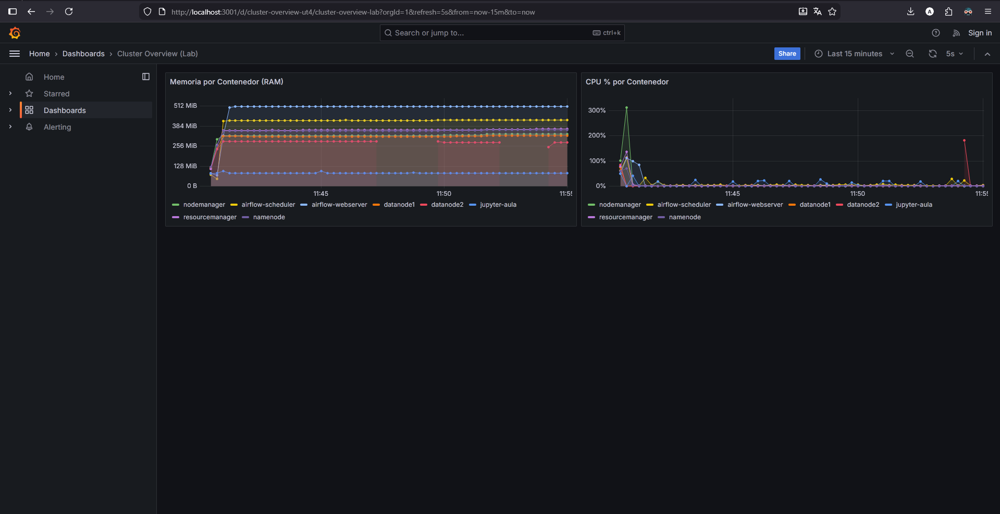 http://localhost:3001/d/cluster-overview-ut4/cluster-overview-lab?orgId=1&refresh=5s&from=now-15m&to=now
A
Search or jump to...
ctrl+k
Sign in
Home › Dashboards › Cluster Overview (Lab)
Share
Last 15 minutes
5s
Home
Starred
Dashboards
Alerting
Memoria por Contenedor (RAM)
512 MiB
384 MiB
256 MiB
128 MiB
0 B
11:45 11:50 11:55
nodemanager airflow-scheduler airflow-webserver datanode1 datanode2 jupyter-aula
resourcemanager namenode
CPU % por Contenedor
300%
200%
100%
0%
11:45 11:50 11:55
nodemanager airflow-scheduler airflow-webserver datanode1 datanode2 jupyter-aula
resourcemanager namenode